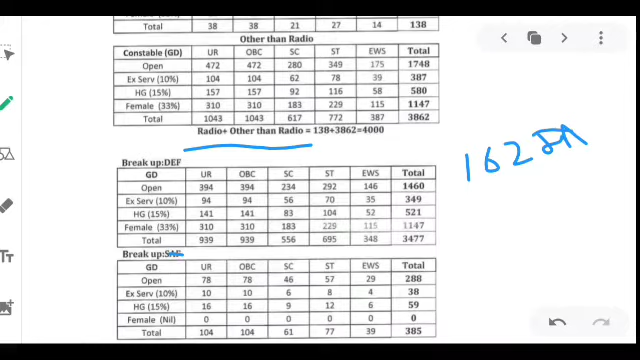 Total 38 38 21 27 14 138
Other than Radio
Constable (GD) UR OBC SC ST EWS Total
Open 472 472 280 349 175 1748
Ex Serv (10%) 104 104 62 78 39 387
HG (15%) 157 157 92 116 58 580
Female (33%) 310 310 183 229 115 1147
Total 1043 1043 617 772 387 3862
Radio+ Other than Radio = 138+3862=4000
Break up:DEF
GD UR OBC SC ST EWS Total
Open 394 394 234 292 146 1460
Ex Serv (10%) 94 94 56 70 35 349
HG (15%) 141 141 83 104 52 521
Female (33%) 310 310 183 229 115 1147
Total 939 939 556 695 348 3477
Break up:SAF
GD UR OBC SC ST EWS Total
Open 78 78 46 57 29 288
Ex Serv (10%) 10 10 6 8 4 38
HG (15%) 16 16 9 12 6 59
Female (Nil) 0 0 0 0 0 0
Total 104 104 61 77 39 385
162